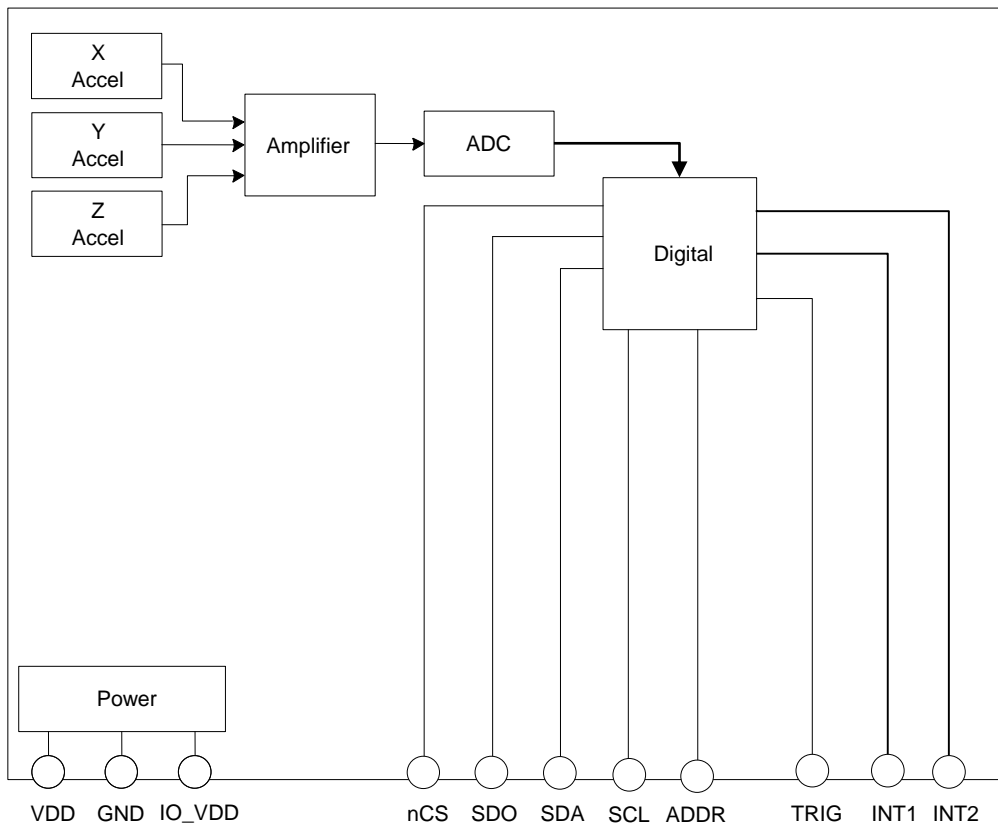 X
Accel
Y
Accel
Z
Accel
Amplifier
ADC
Digital
Power
VDD
GND
IO_VDD
nCS
SDO
SDA
SCL
ADDR
TRIG
INT1
INT2